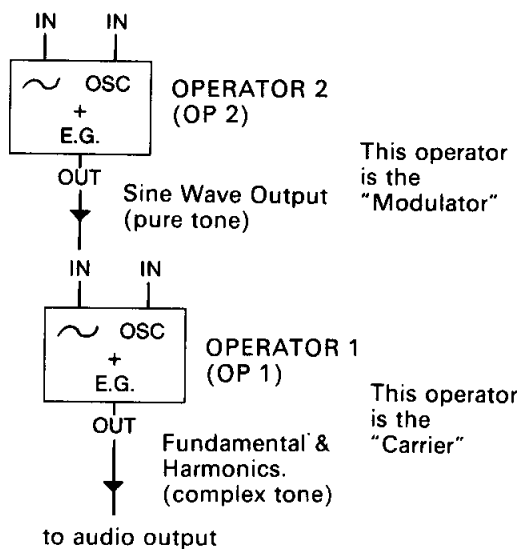 IN IN
OSC
+
E.G.
OPERATOR 2
(OP 2)
OUT
This operator
is the
"Modulator"
Sine Wave Output
(pure tone)
IN IN
OSC
+
E.G.
OPERATOR 1
(OP 1)
OUT
This operator
is the
"Carrier"
Fundamental &
Harmonics.
(complex tone)
to audio output